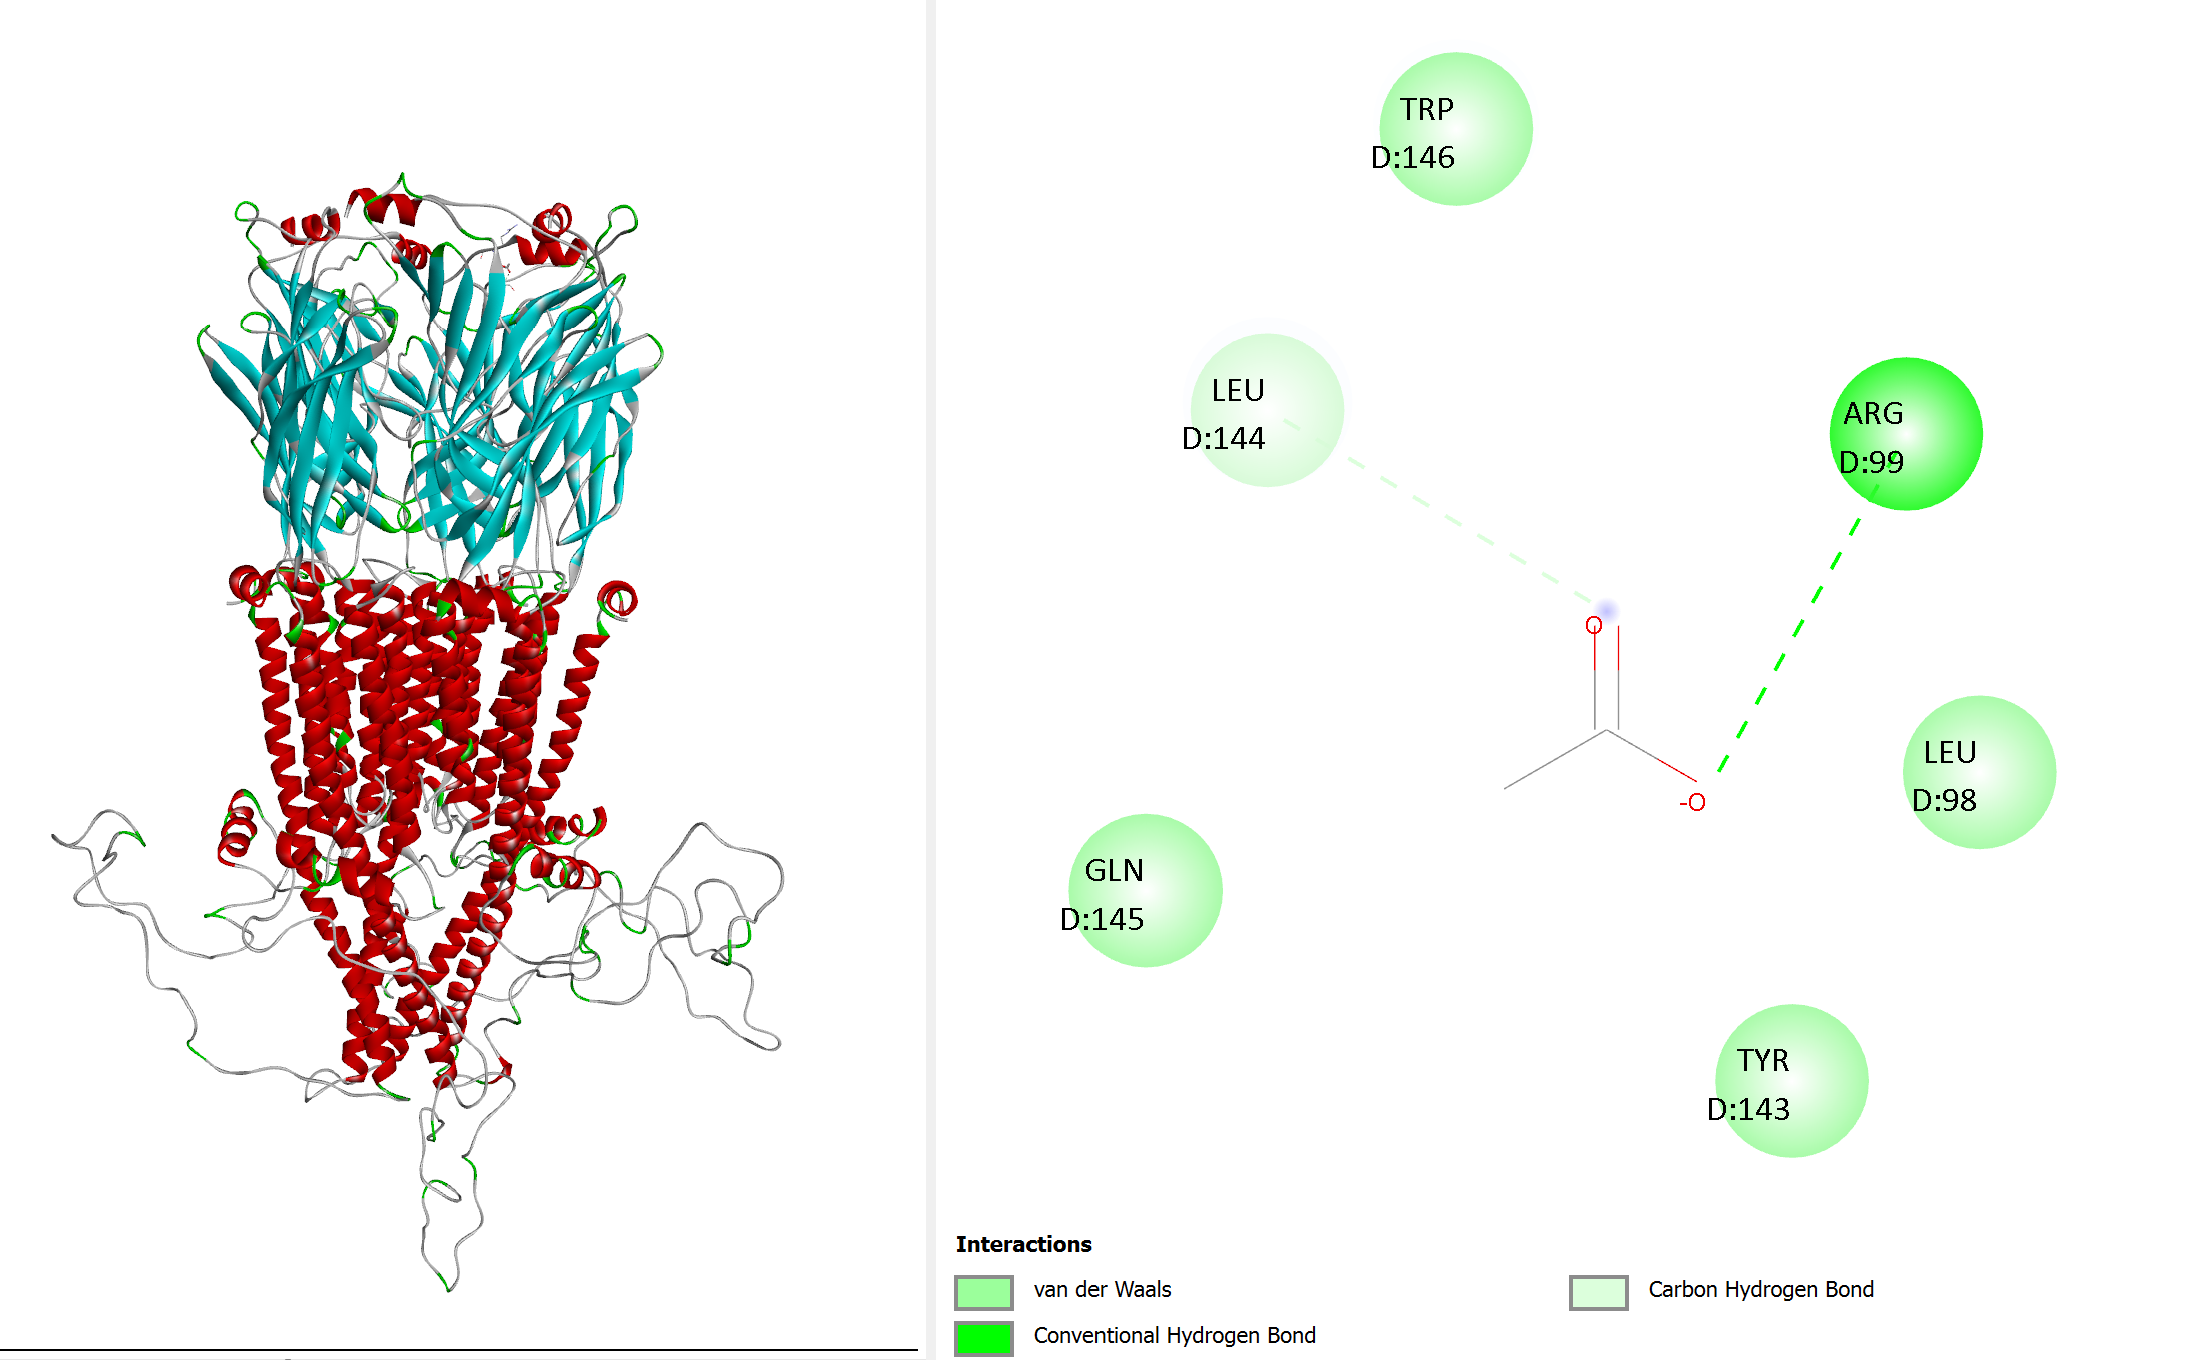 TRP
D:146
LEU
D:144
ARG
D:99
O
LEU
D:98
-O
GLN
D:145
TYR
D:143
Interactions
van der Waals
Carbon Hydrogen Bond
Conventional Hydrogen Bond